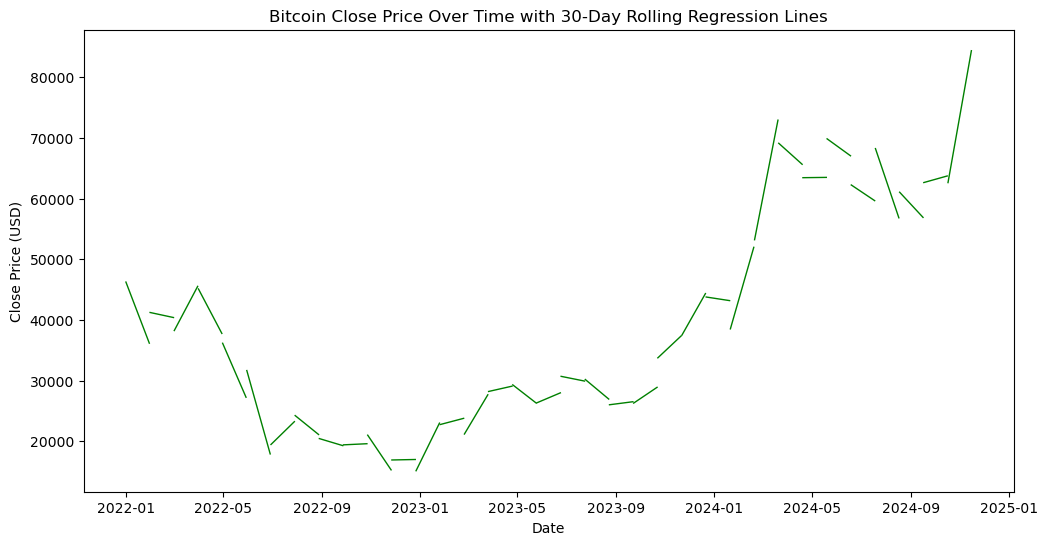 Bitcoin Close Price Over Time with 30-Day Rolling Regression Lines
Close Price (USD)
80000
70000
60000
50000
40000
30000
20000
2022-01 2022-05 2022-09 2023-01 2023-05 2023-09 2024-01 2024-05 2024-09 2025-01
Date